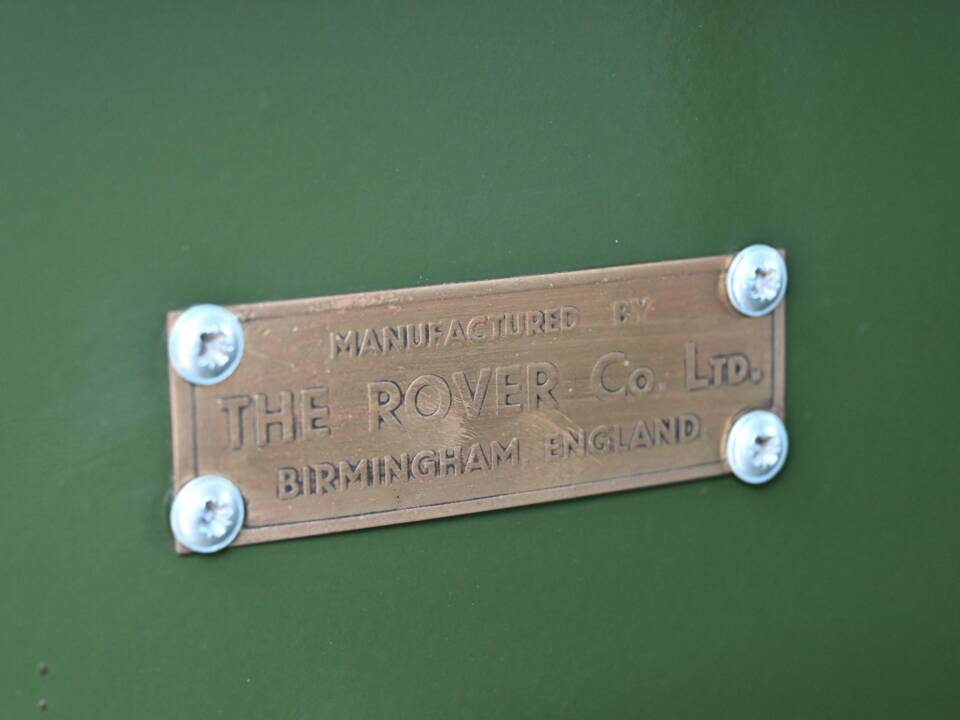 MANUFACTURED BY
THE ROVER Co. LTD.
BIRMINGHAM, ENGLAND